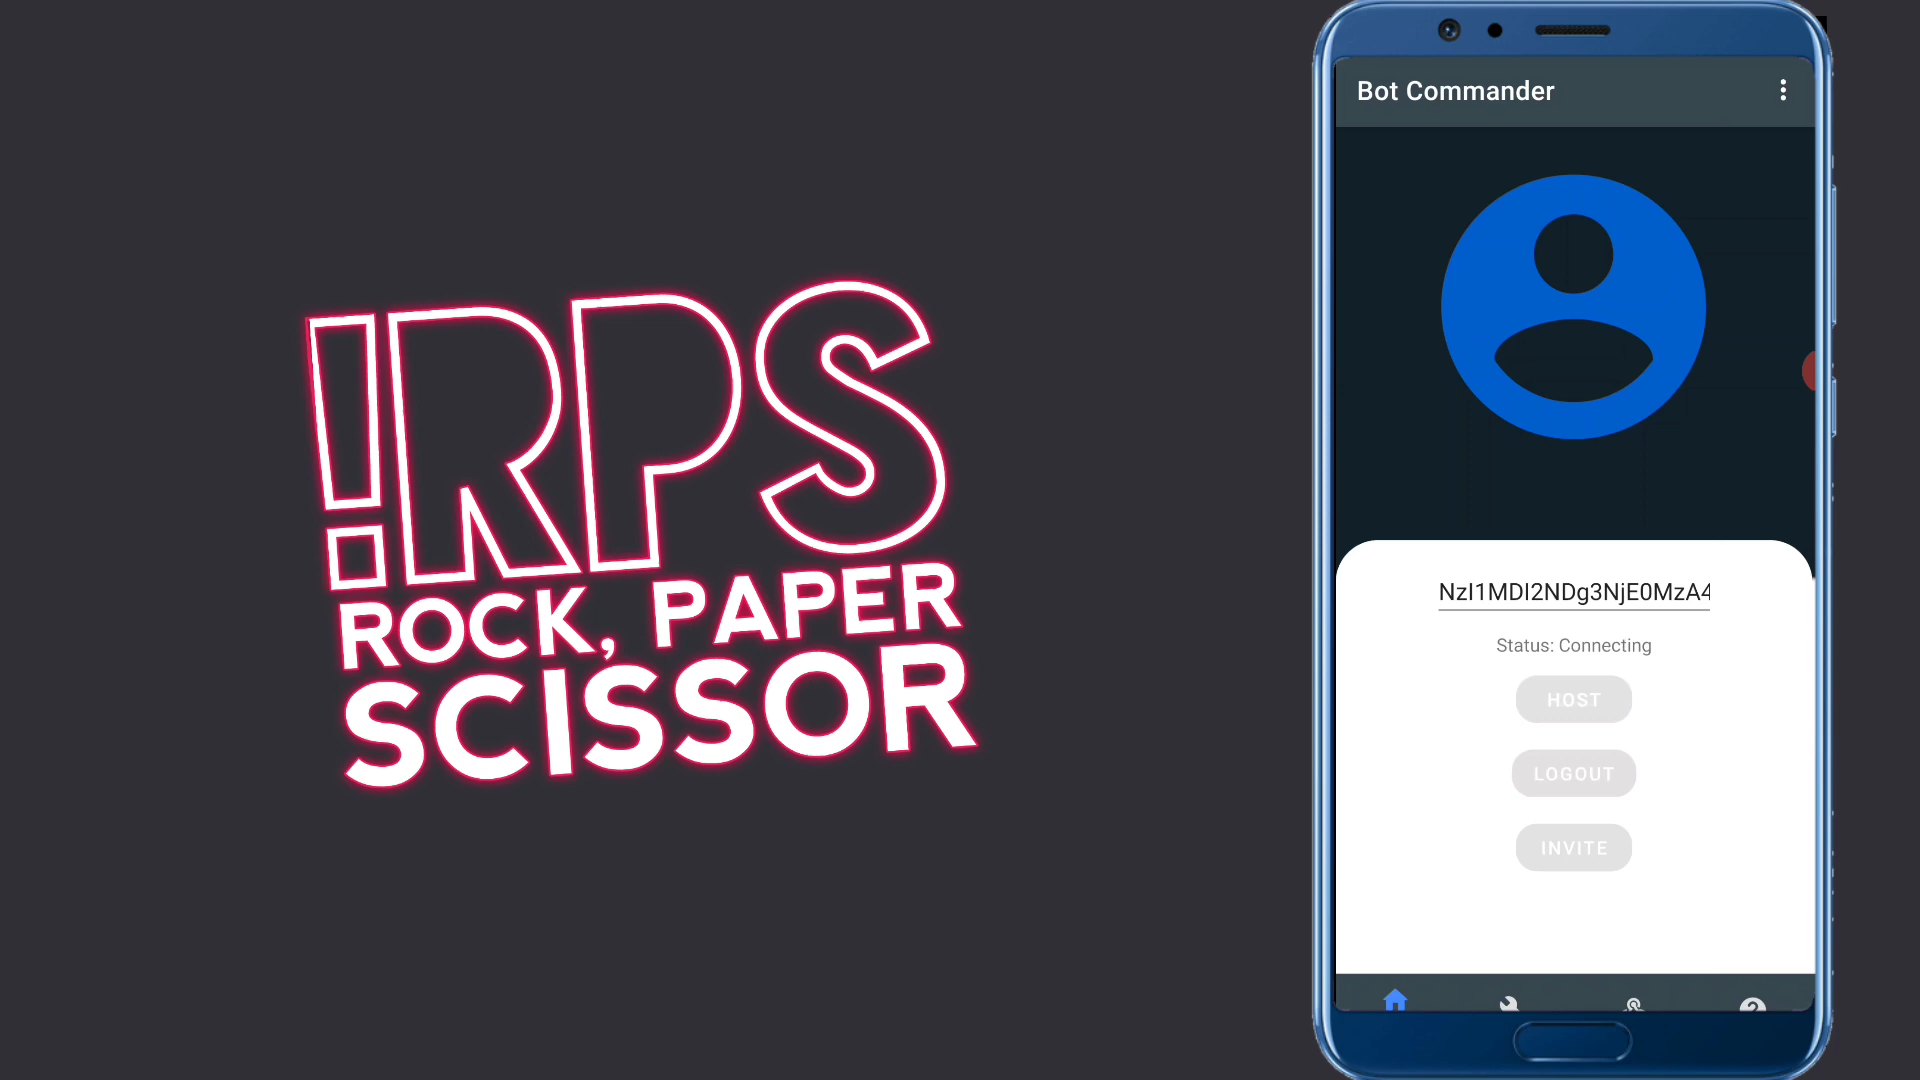 !RPS
ROCK, PAPER
SCISSOR
Bot Commander
NzI1MDI2NDg3NjE0MzA4
Status: Connecting
HOST
LOGOUT
INVITE